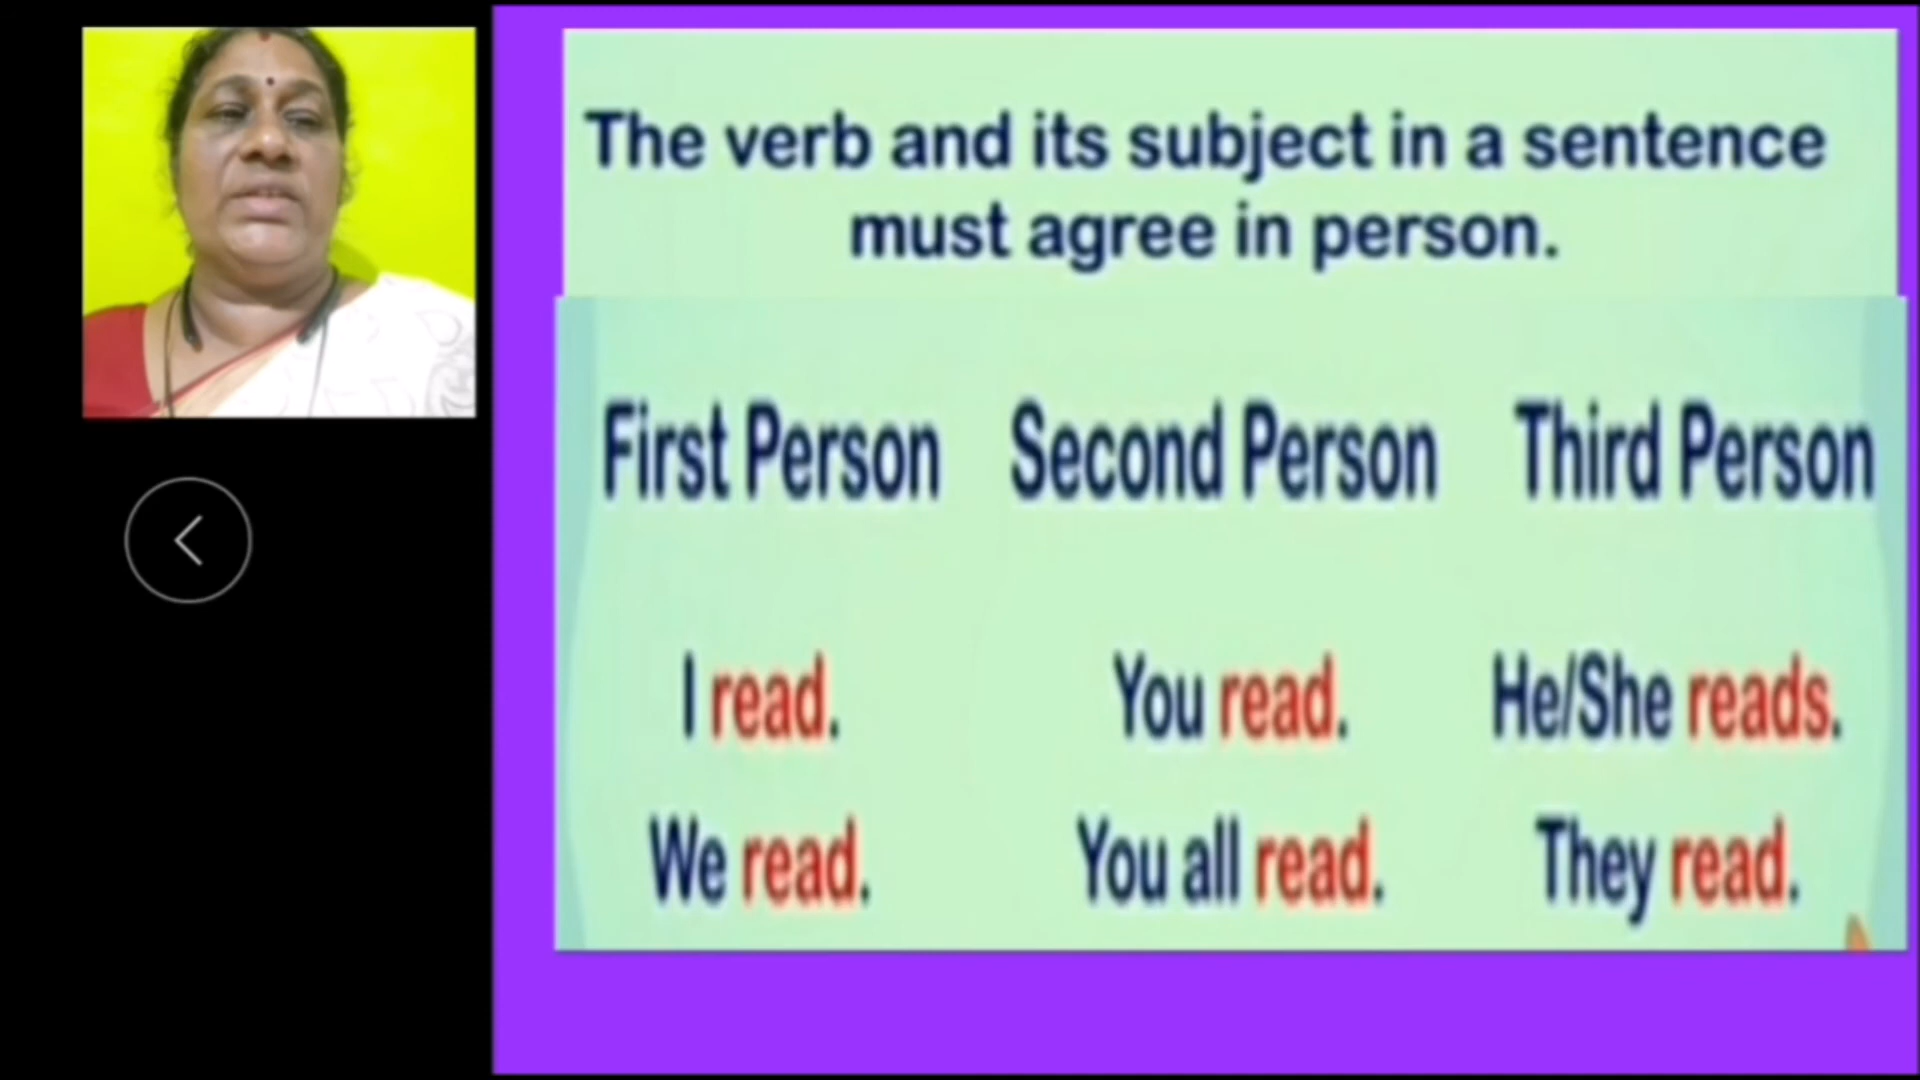 The verb and its subject in a sentence
must agree in person.
First Person Second Person Third Person
I read. You read. He/She reads.
We read. You all read. They read.